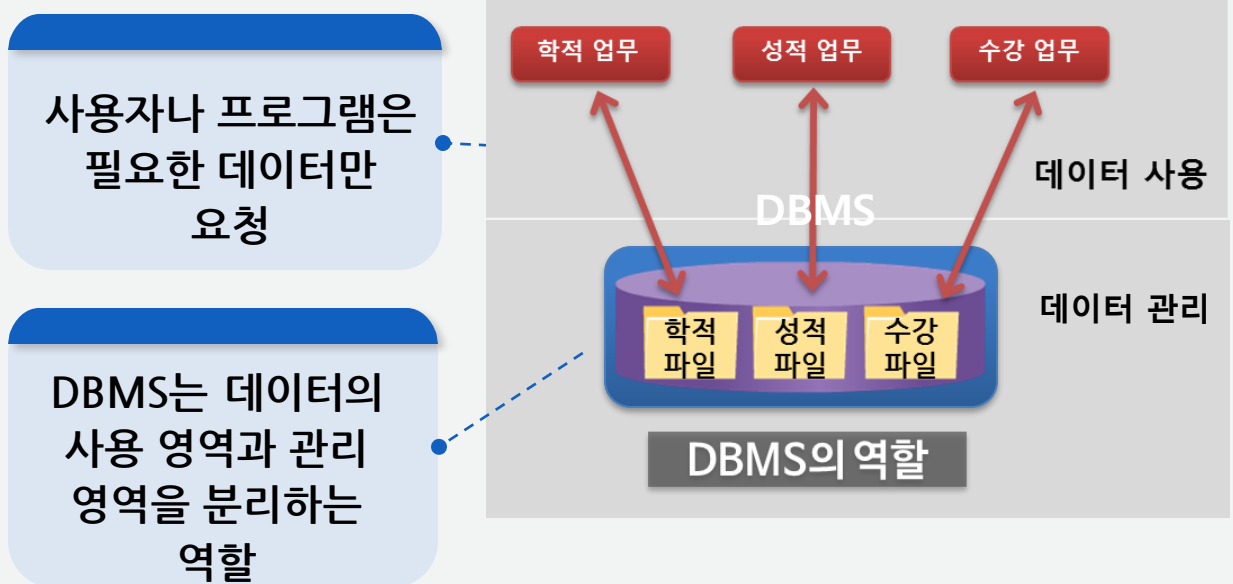 사용자나 프로그램은
필요한 데이터만
요청
DBMS는 데이터의
사용 영역과 관리
영역을 분리하는
역할
학적 업무
성적 업무
수강 업무
데이터 사용
DBMS
데이터 관리
학적
파일
성적
파일
수강
파일
DBMS의 역할